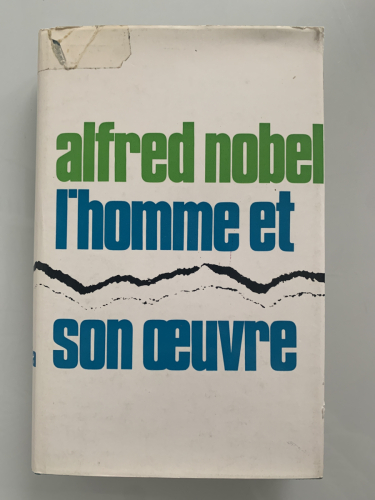 alfred nobel
l'homme et
son œuvre